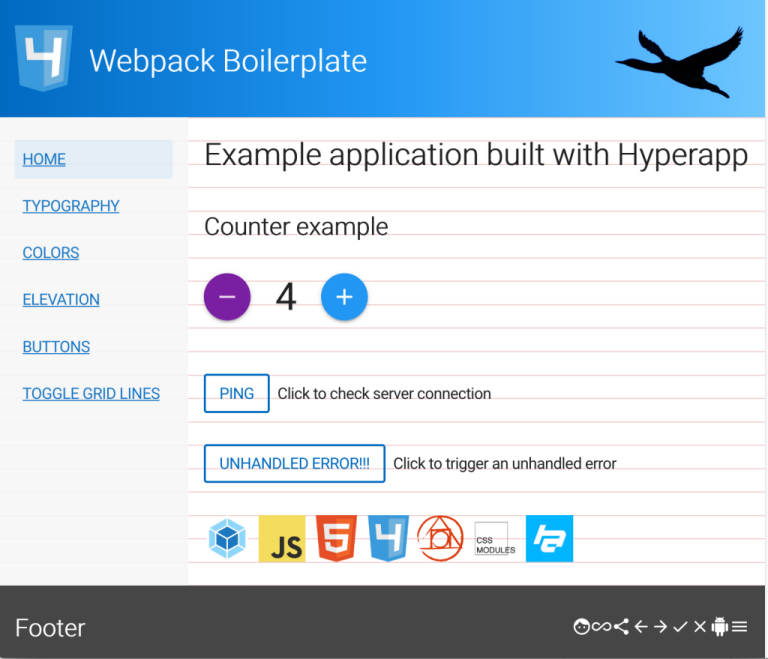 4 Webpack Boilerplate
HOME
TYPOGRAPHY
COLORS
ELEVATION
BUTTONS
TOGGLE GRID LINES
Example application built with Hyperapp
Counter example
− 4 +
PING Click to check server connection
UNHANDLED ERROR!!! Click to trigger an unhandled error
JS 5 4 CSS MODULES
Footer